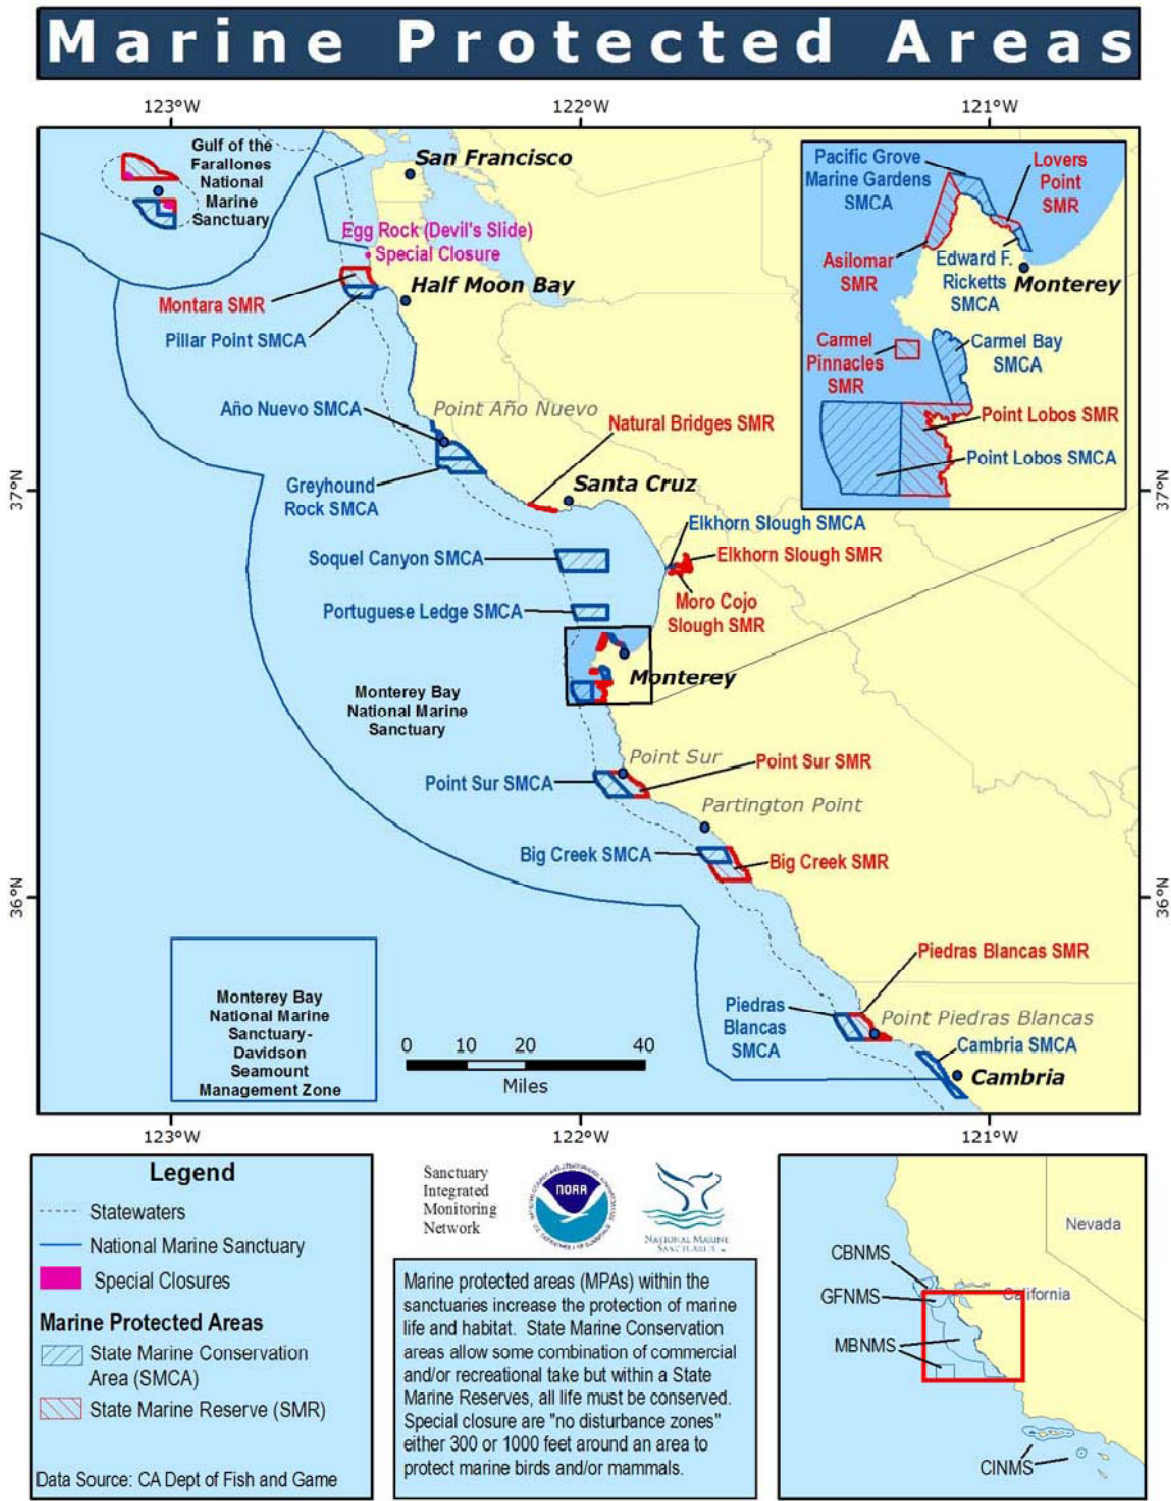 Marine Protected Areas
123°W
122°W
121°W
Gulf of the
Farallones
National
Marine
Sanctuary
San Francisco
Egg Rock (Devil's Slide)
Special Closure
Half Moon Bay
Montara SMR
Pillar Point SMCA
Año Nuevo SMCA
Point Año Nuevo
Natural Bridges SMR
Greyhound
Rock SMCA
Santa Cruz
37°N
37°N
Elkhorn Slough SMCA
Soquel Canyon SMCA
Elkhorn Slough SMR
Portuguese Ledge SMCA
Moro Cojo
Slough SMR
Monterey
Monterey Bay
National Marine
Sanctuary
Point Sur
Point Sur SMCA
Point Sur SMR
Partington Point
Big Creek SMCA
Big Creek SMR
36°N
36°N
Piedras Blancas SMR
Piedras
Blancas
SMCA
Point Piedras Blancas
Cambria SMCA
Cambria
Monterey Bay
National Marine
Sanctuary-
Davidson
Seamount
Management Zone
0 10 20 40
Miles
Pacific Grove
Marine Gardens
SMCA
Lovers
Point
SMR
Asilomar
SMR
Edward F.
Ricketts
SMCA
Monterey
Carmel
Pinnacles
SMR
Carmel Bay
SMCA
Point Lobos SMR
Point Lobos SMCA
123°W
122°W
121°W
Legend
Statewaters
National Marine Sanctuary
Special Closures
Marine Protected Areas
State Marine Conservation
Area (SMCA)
State Marine Reserve (SMR)
Data Source: CA Dept of Fish and Game
Sanctuary
Integrated
Monitoring
Network
NOAA
NATIONAL MARINE
SANCTUARIES
Marine protected areas (MPAs) within the
sanctuaries increase the protection of marine
life and habitat. State Marine Conservation
areas allow some combination of commercial
and/or recreational take but within a State
Marine Reserves, all life must be conserved.
Special closure are "no disturbance zones"
either 300 or 1000 feet around an area to
protect marine birds and/or mammals.
Nevada
CBNMS
California
GFNMS
MBNMS
CINMS